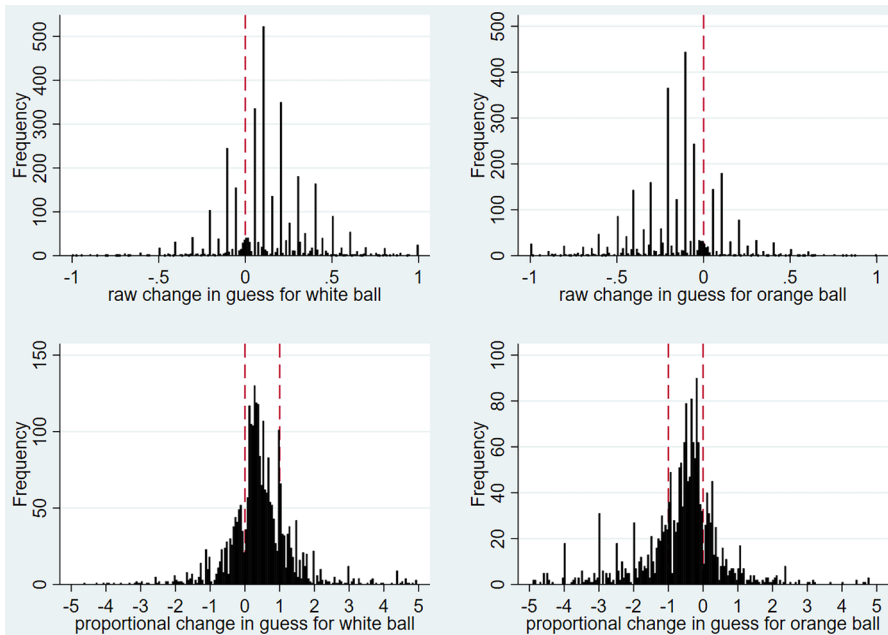 Frequency
500
400
300
200
100
0
-1 -.5 0 .5 1
raw change in guess for white ball
Frequency
500
400
300
200
100
0
-1 -.5 0 .5 1
raw change in guess for orange ball
Frequency
150
100
50
0
-5 -4 -3 -2 -1 0 1 2 3 4 5
proportional change in guess for white ball
Frequency
100
80
60
40
20
0
-5 -4 -3 -2 -1 0 1 2 3 4 5
proportional change in guess for orange ball